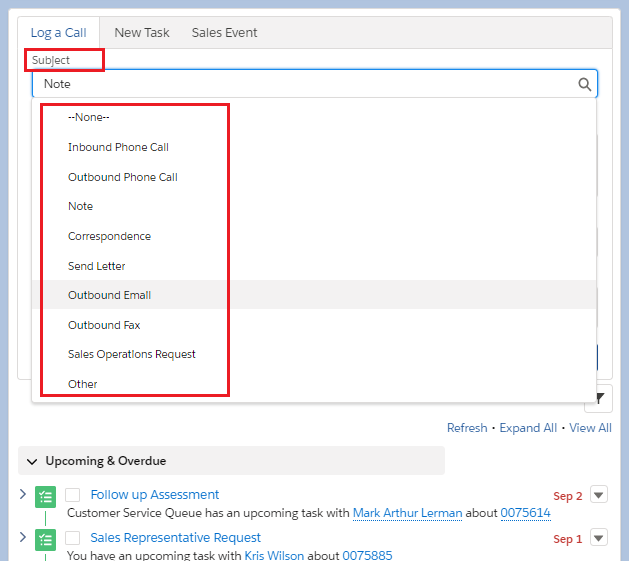 Log a Call New Task Sales Event
Subject
Note
--None--
Inbound Phone Call
Outbound Phone Call
Note
Correspondence
Send Letter
Outbound Email
Outbound Fax
Sales Operations Request
Other
Refresh • Expand All • View All
Upcoming & Overdue
Follow up Assessment Sep 2
Customer Service Queue has an upcoming task with Mark Arthur Lerman about 0075614
Sales Representative Request Sep 1
You have an upcoming task with Kris Wilson about 0075885